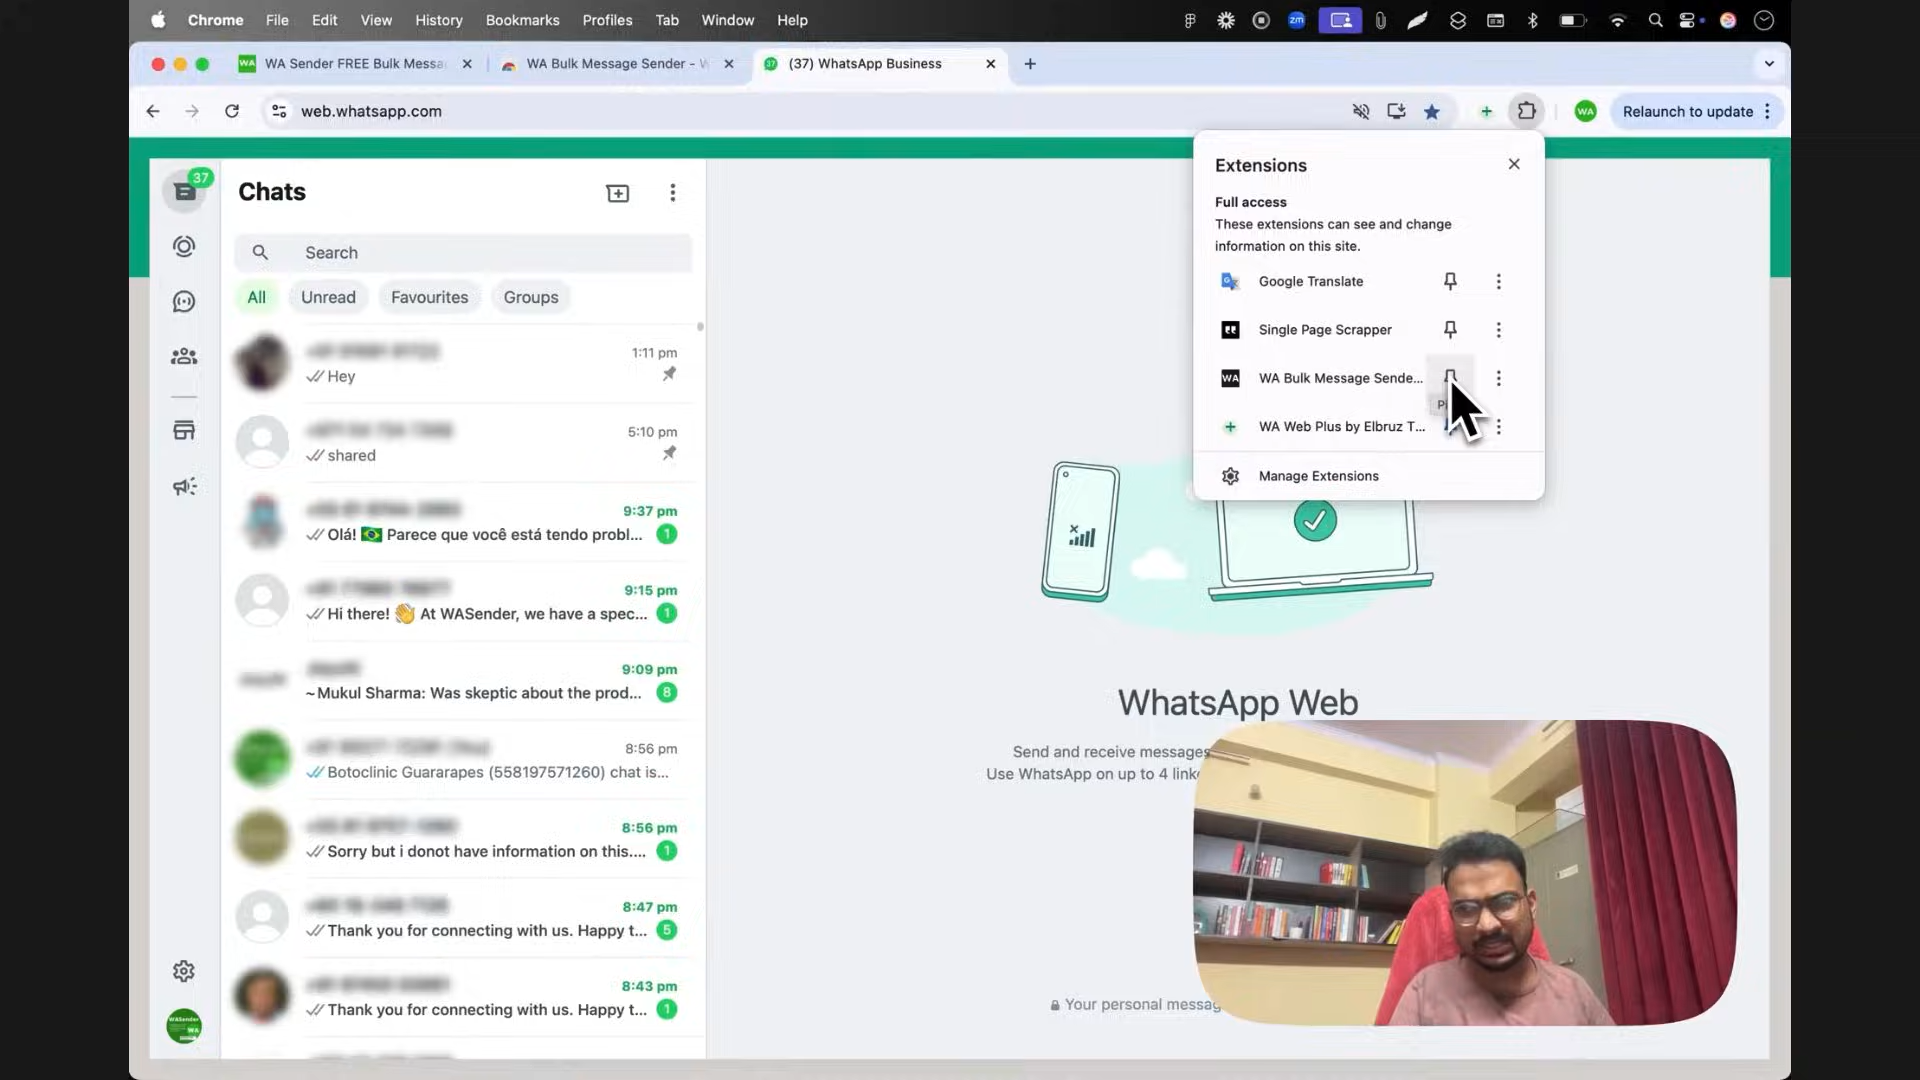 Chrome File Edit View History Bookmarks Profiles Tab Window Help
zm
WA WA Sender FREE Bulk Messa
WA Bulk Message Sender - W
37 (37) WhatsApp Business
web.whatsapp.com
WA
Relaunch to update
37
Chats
Search
All Unread Favourites Groups
1:11 pm
Hey
5:10 pm
shared
9:37 pm
Olá! Parece que você está tendo probl... 1
9:15 pm
Hi there! At WASender, we have a spec... 1
9:09 pm
~Mukul Sharma: Was skeptic about the prod... 8
8:56 pm
Botoclinic Guararapes (558197571260) chat is...
8:56 pm
Sorry but i donot have information on this.... 1
8:47 pm
Thank you for connecting with us. Happy t... 5
8:43 pm
Thank you for connecting with us. Happy t... 1
WASender
WA
Extensions
Full access
These extensions can see and change
information on this site.
Google Translate
Single Page Scrapper
WA WA Bulk Message Sende...
WA Web Plus by Elbruz T...
Manage Extensions
WhatsApp Web
Send and receive messages
Use WhatsApp on up to 4 link
Your personal messag